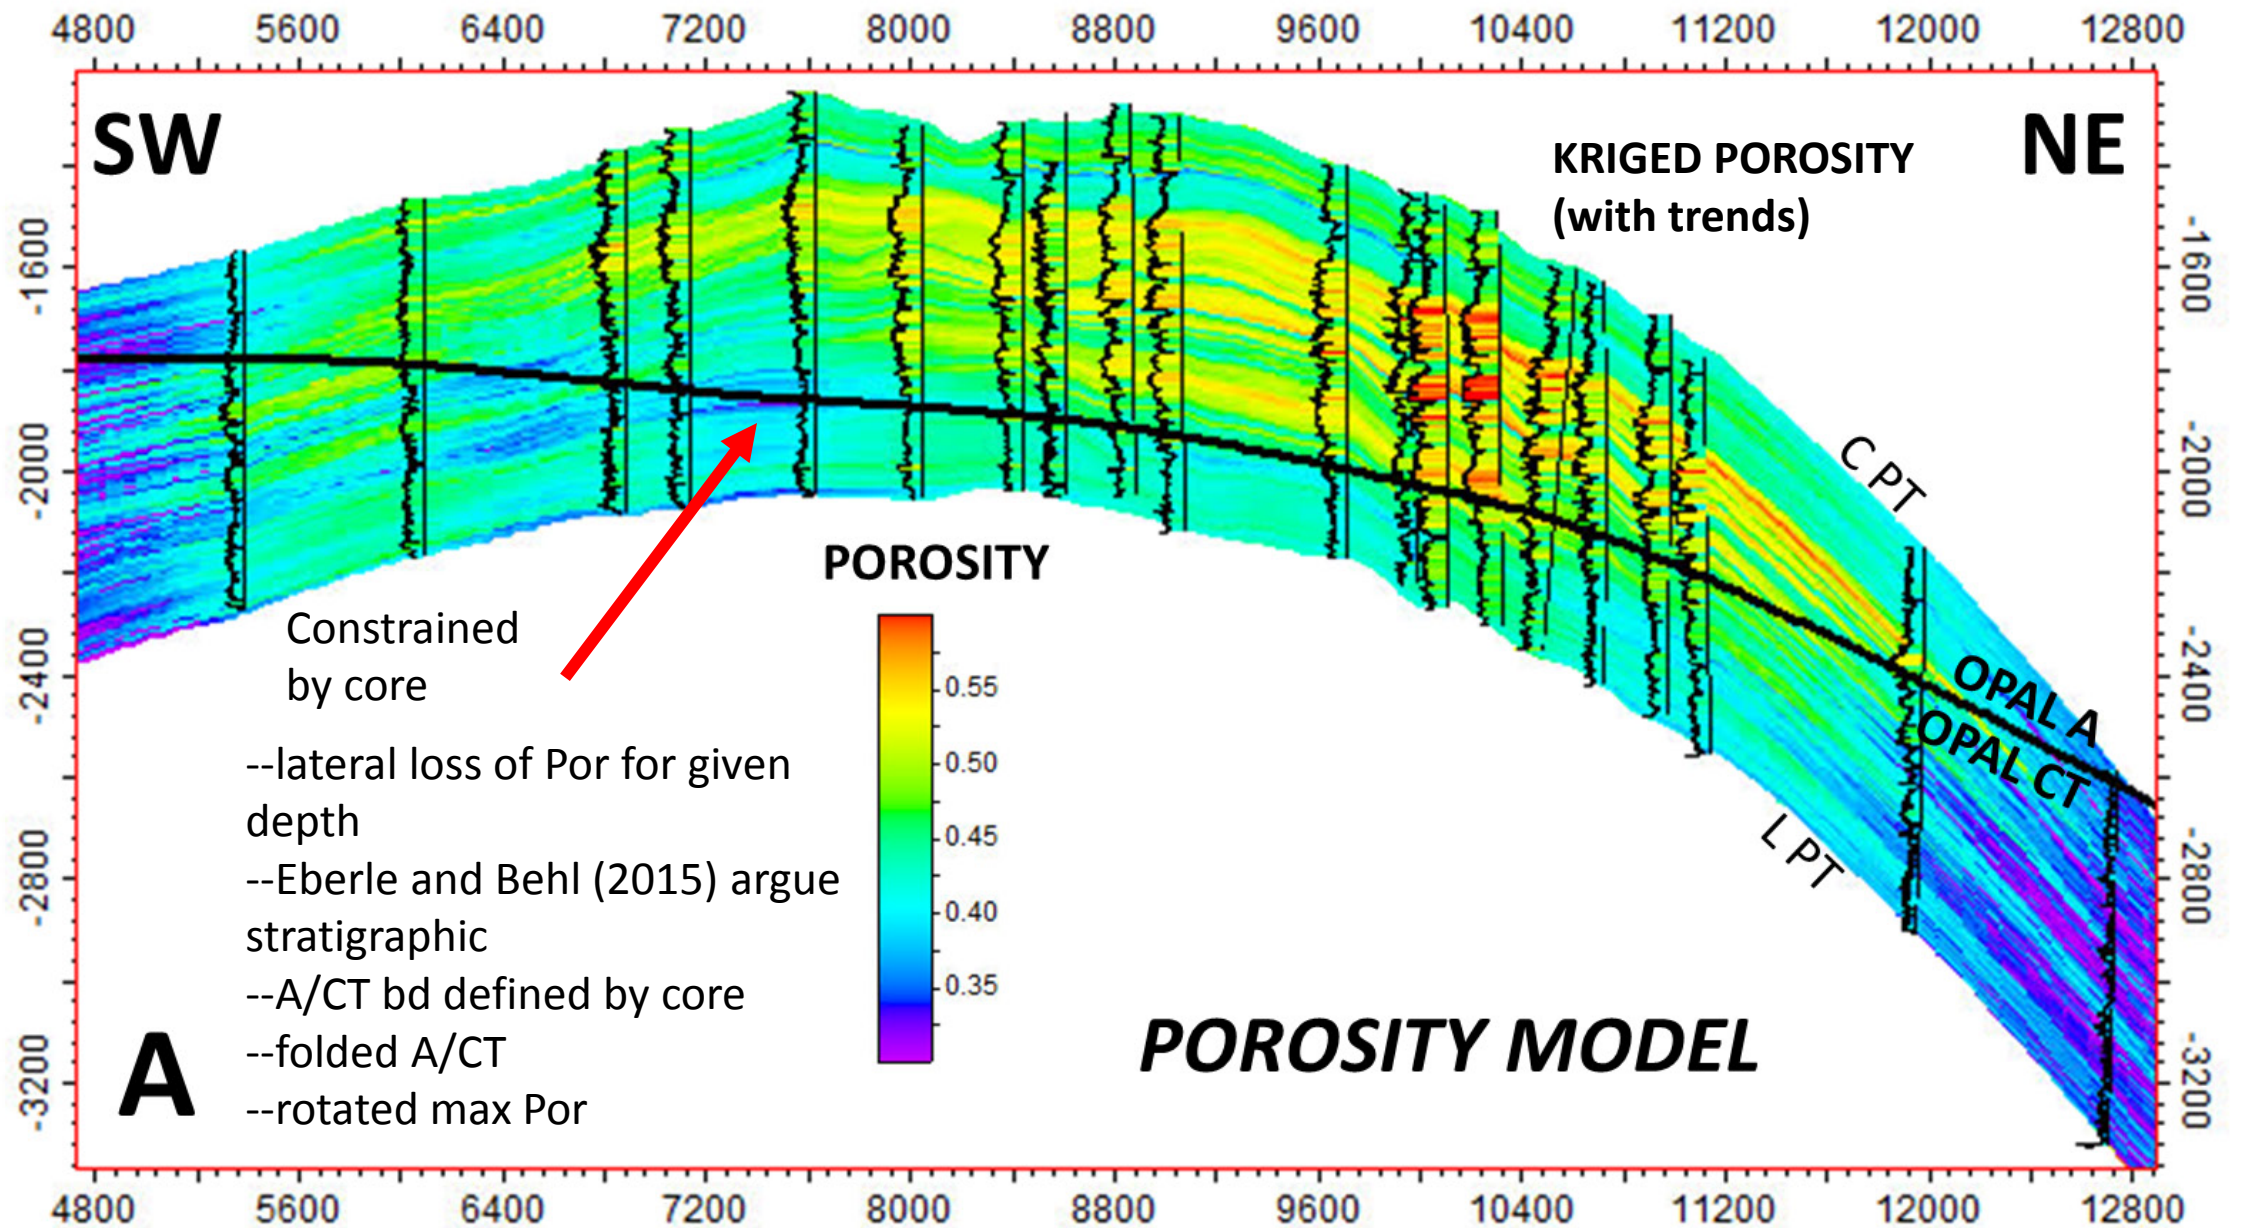 4800 5600 6400 7200 8000 8800 9600 10400 11200 12000 12800
SW
NE
KRIGED POROSITY
(with trends)
-1600
-2000
-2400
-2800
-3200
-1600
-2000
-2400
-2800
-3200
C PT
OPAL A
OPAL CT
L PT
Constrained
by core
--lateral loss of Por for given
depth
--Eberle and Behl (2015) argue
stratigraphic
--A/CT bd defined by core
--folded A/CT
--rotated max Por
POROSITY
0.55
0.50
0.45
0.40
0.35
A
POROSITY MODEL
4800 5600 6400 7200 8000 8800 9600 10400 11200 12000 12800